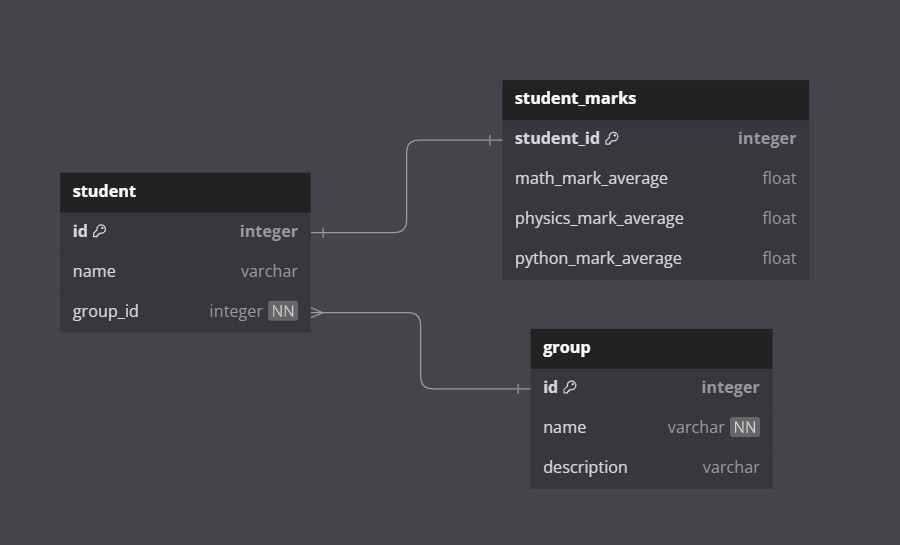 student
id integer
name varchar
group_id integer NN
student_marks
student_id integer
math_mark_average float
physics_mark_average float
python_mark_average float
group
id integer
name varchar NN
description varchar